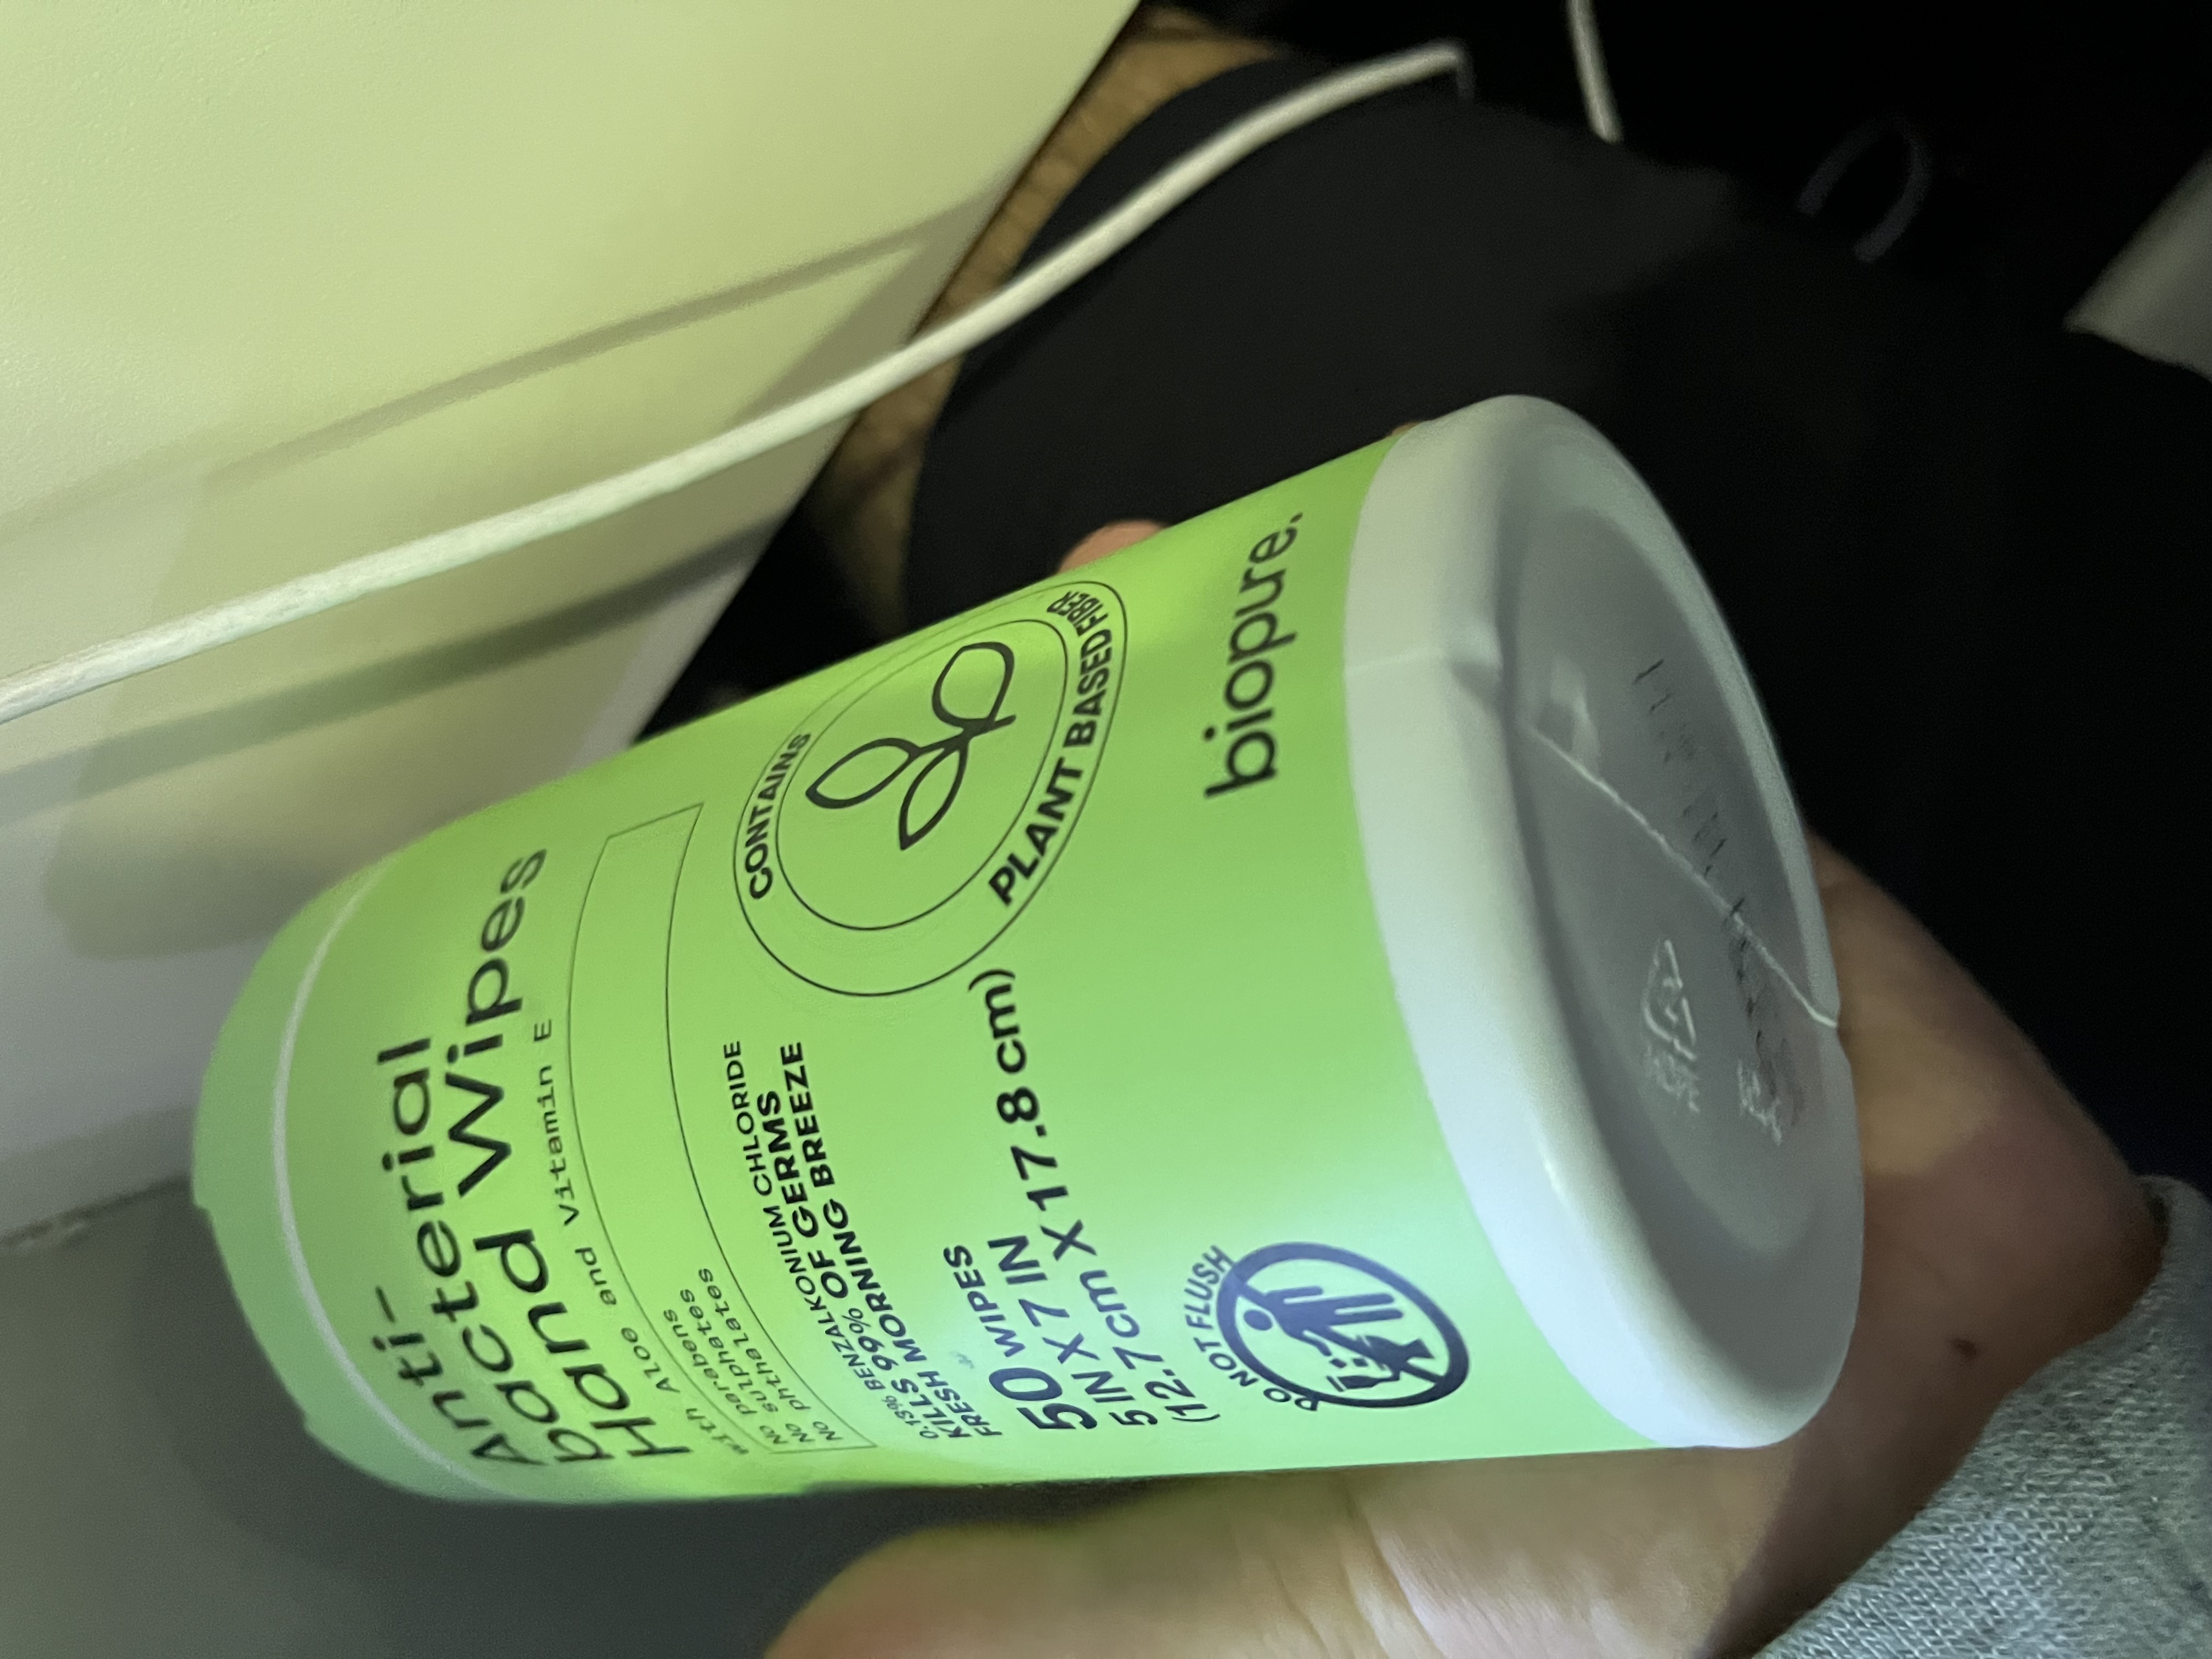 Anti-
bacterial
Hand Wipes
with Aloe and Vitamin E
No parabens
No sulphates
No phthalates
0.13% BENZALKONIUM CHLORIDE
KILLS 99% OF GERMS
FRESH MORNING BREEZE
50 WIPES
5 IN X 7 IN
(12.7 cm X 17.8 cm)
CONTAINS
PLANT BASED FIBER
DO NOT FLUSH
biopure.